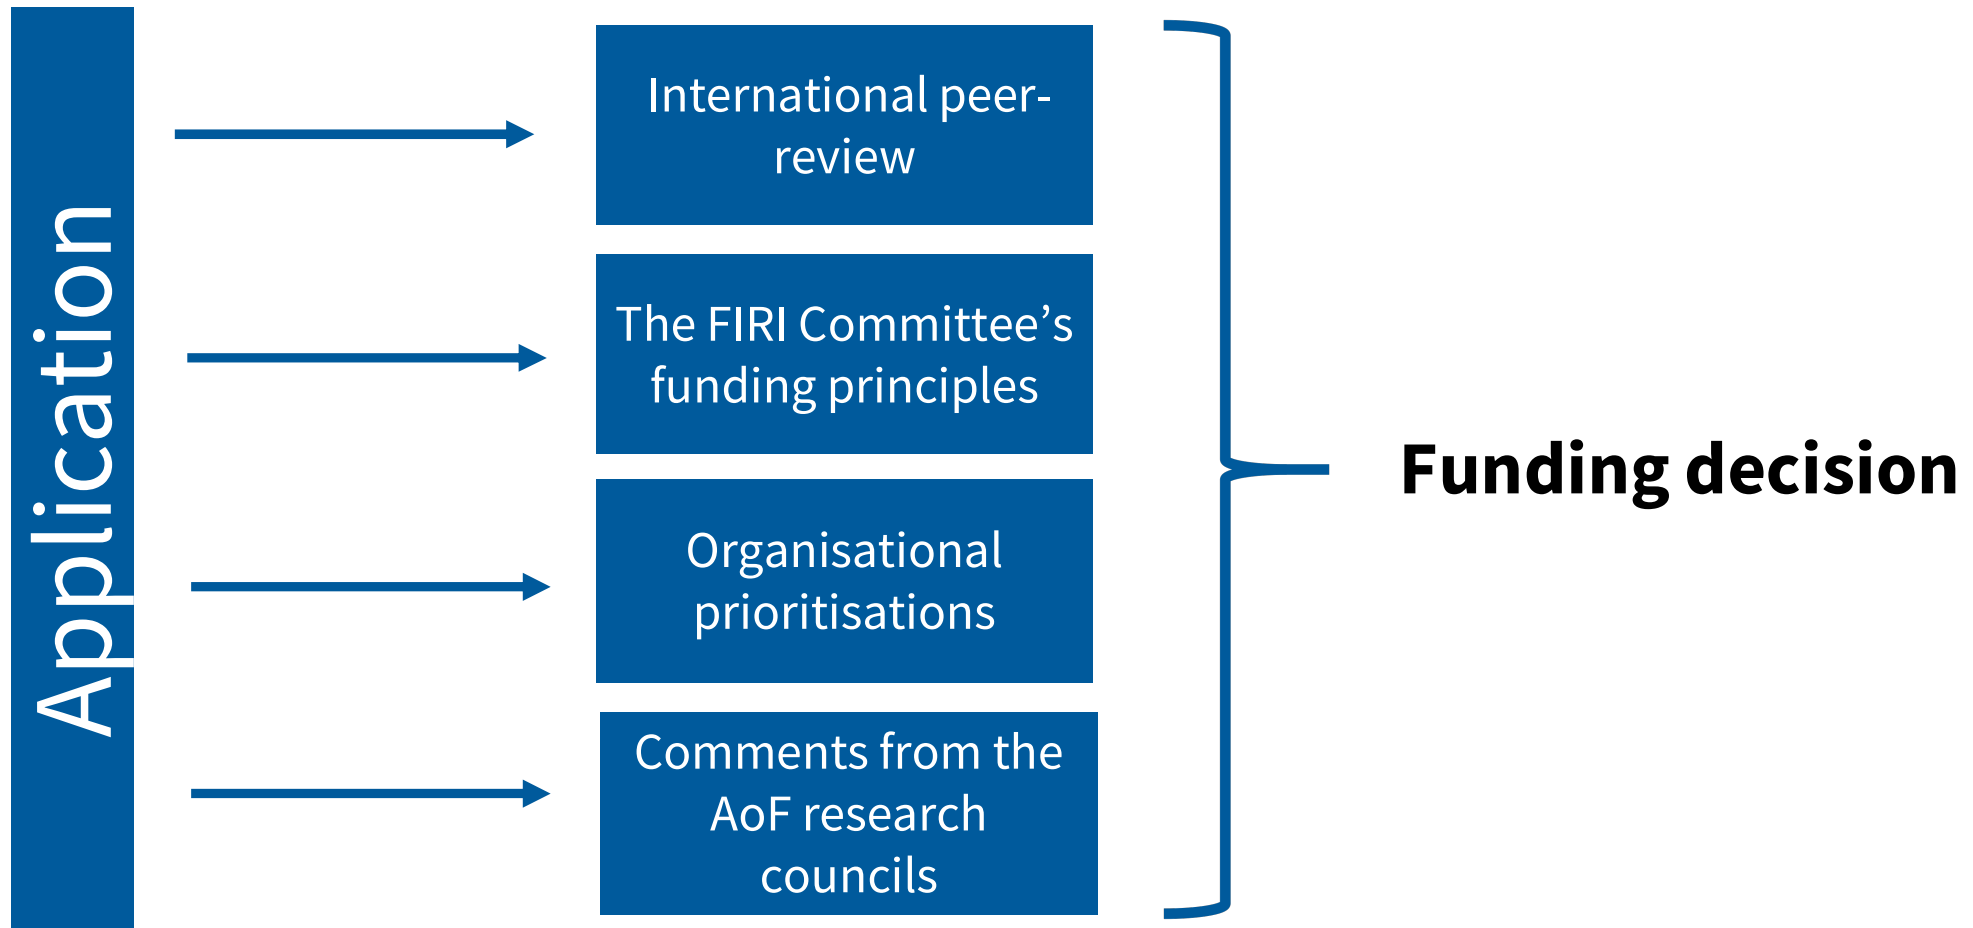 Application
International peer-
review
The FIRI Committee’s
funding principles
Organisational
prioritisations
Comments from the
AoF research
councils
Funding decision